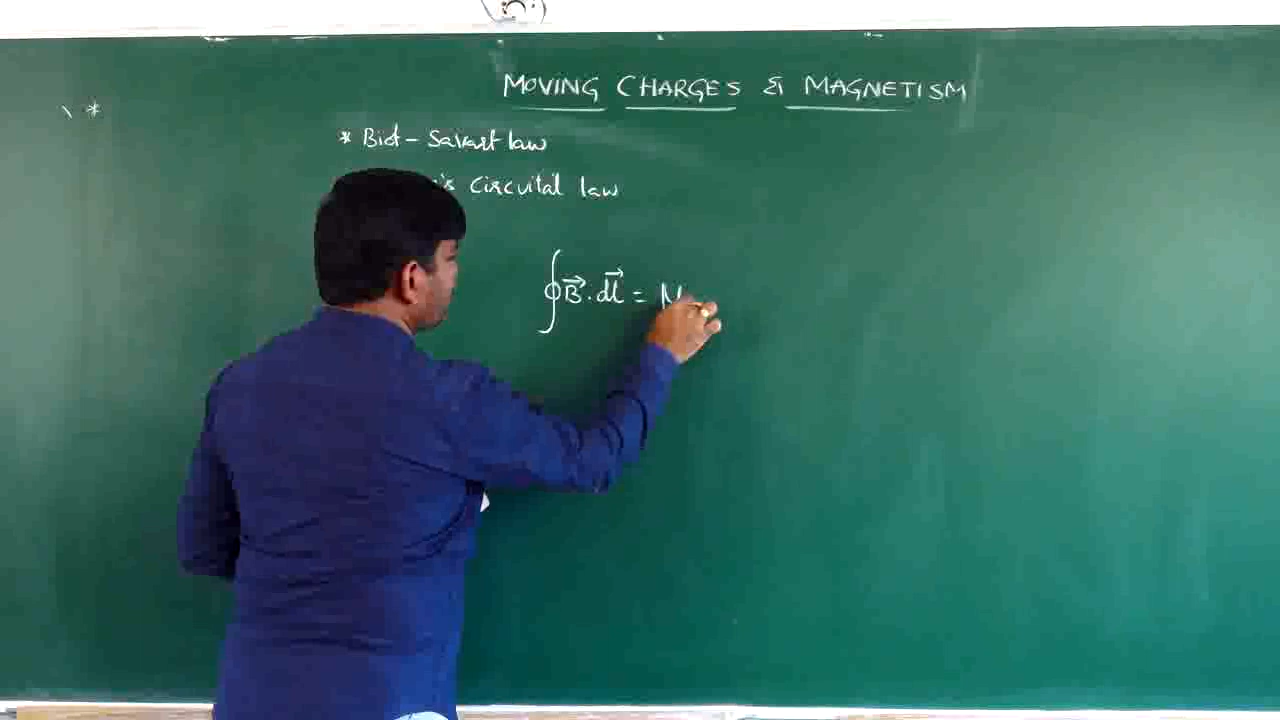 MOVING CHARGES & MAGNETISM
*
* Biot - Savart law
's circuital law
∮B⃗.dl⃗ =